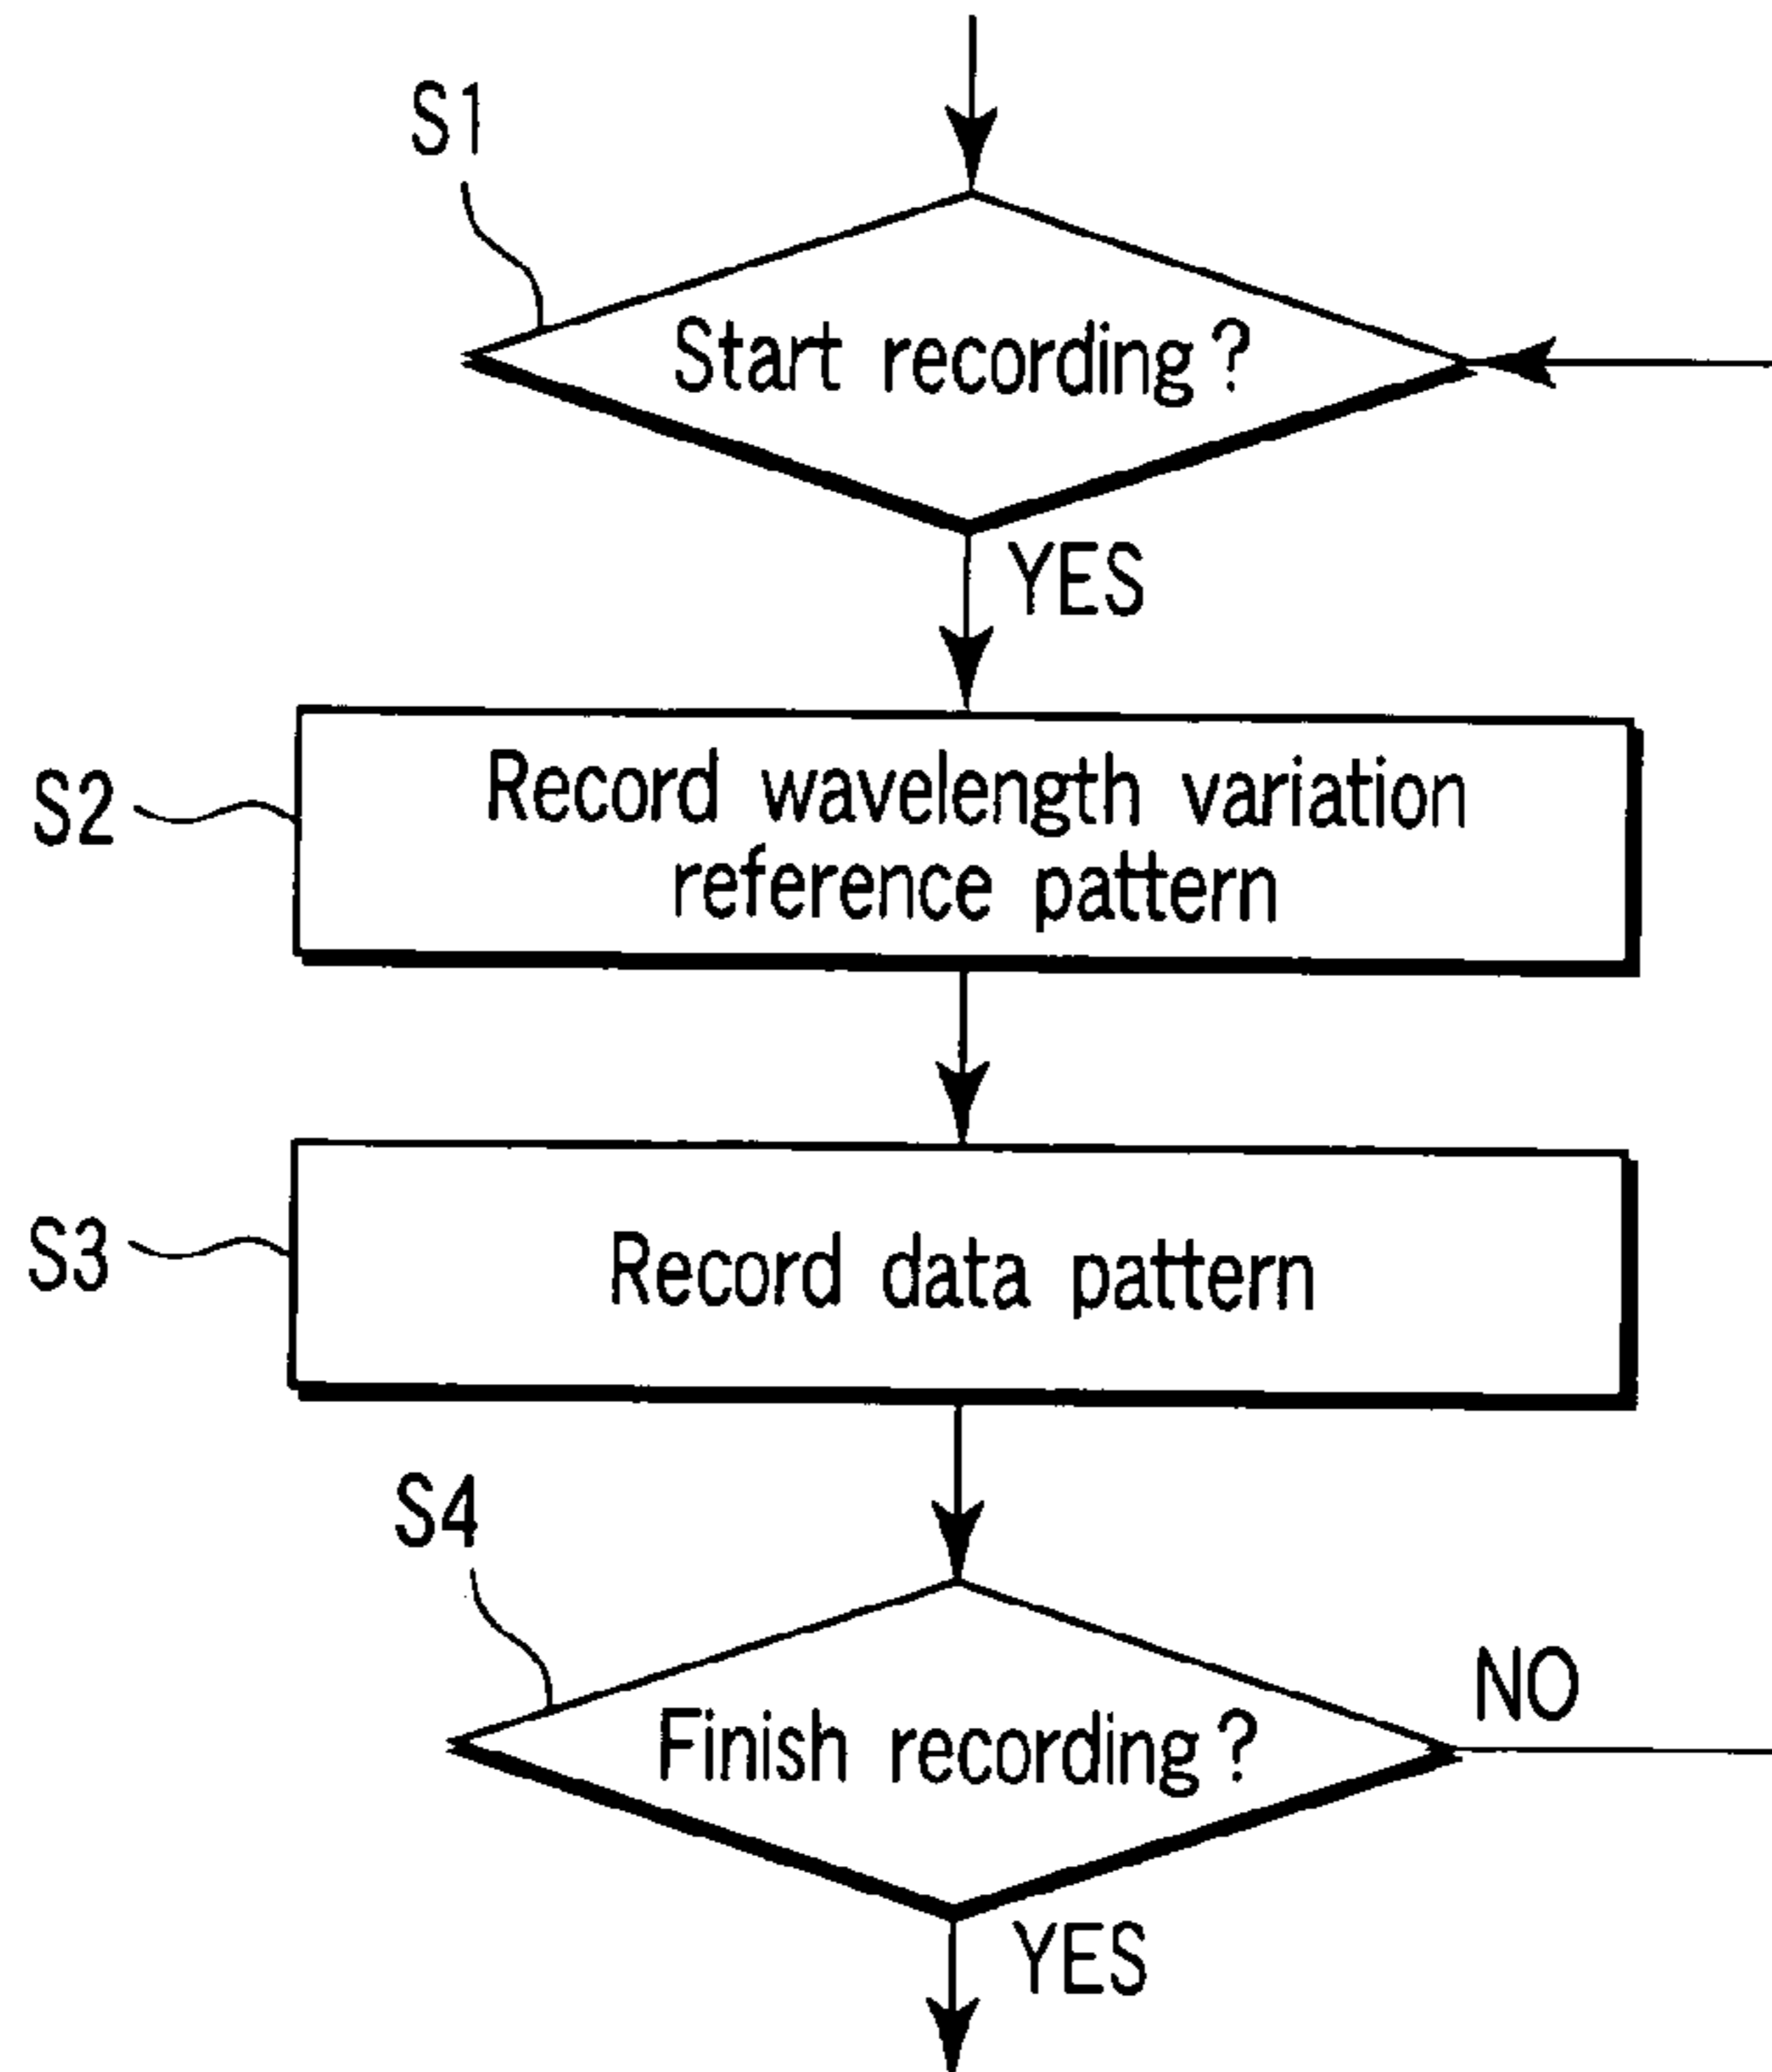 S1
Start recording?
YES
S2
Record wavelength variation
reference pattern
S3
Record data pattern
S4
Finish recording?
NO
YES